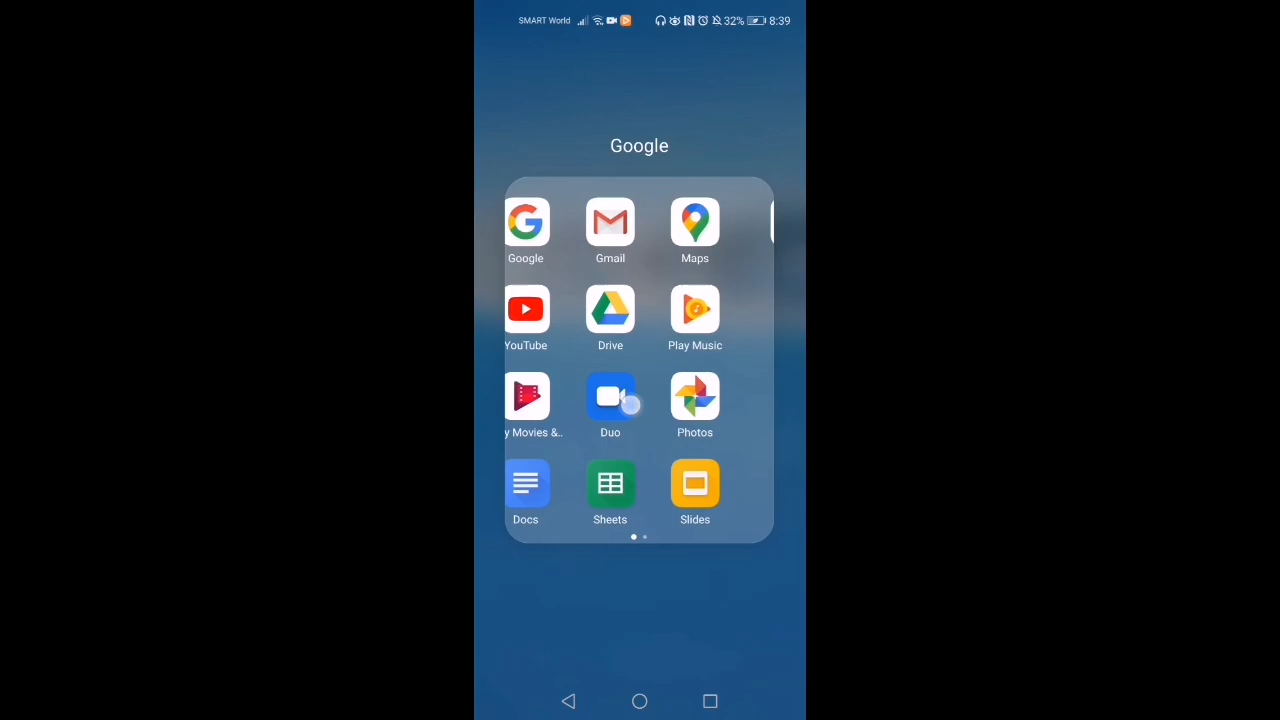 SMART World 32% 8:39
Google
Google Gmail Maps
YouTube Drive Play Music
y Movies &.. Duo Photos
Docs Sheets Slides